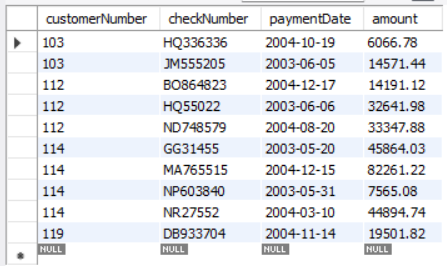 customerNumber checkNumber paymentDate amount
103 HQ336336 2004-10-19 6066.78
103 JM555205 2003-06-05 14571.44
112 BO864823 2004-12-17 14191.12
112 HQ55022 2003-06-06 32641.98
112 ND748579 2004-08-20 33347.88
114 GG31455 2003-05-20 45864.03
114 MA765515 2004-12-15 82261.22
114 NP603840 2003-05-31 7565.08
114 NR27552 2004-03-10 44894.74
119 DB933704 2004-11-14 19501.82
NULL NULL NULL NULL